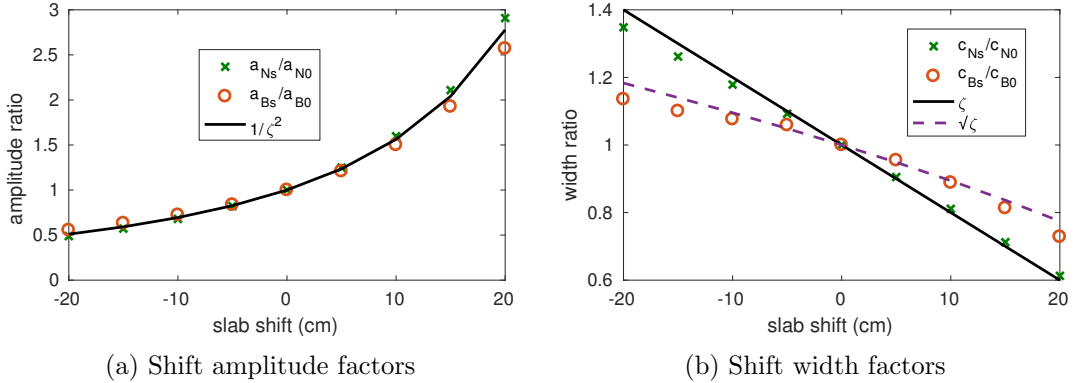 3
2.5
2
1.5
1
0.5
0
amplitude ratio
a_Ns/a_N0
a_Bs/a_B0
1/ζ²
-20 -10 0 10 20
slab shift (cm)
(a) Shift amplitude factors
1.4
1.2
1
0.8
0.6
width ratio
c_Ns/c_N0
c_Bs/c_B0
ζ
√ζ
-20 -10 0 10 20
slab shift (cm)
(b) Shift width factors